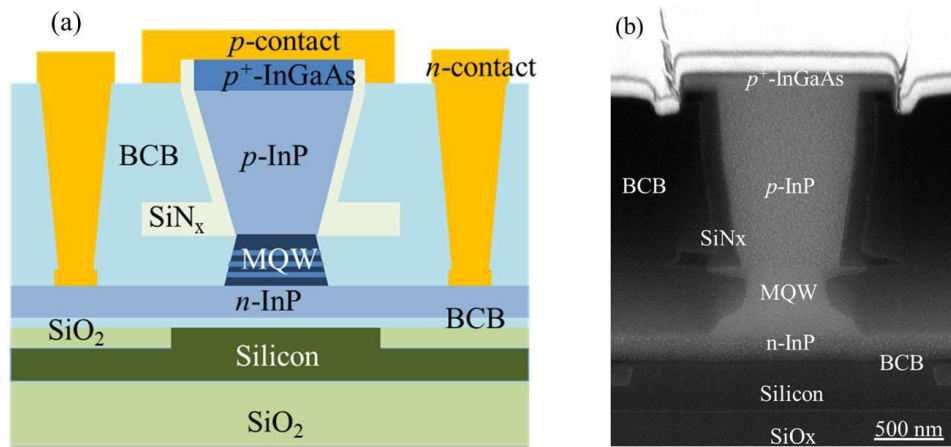 (a)
p-contact
n-contact
p⁺-InGaAs
BCB
p-InP
SiNₓ
MQW
n-InP
SiO₂
BCB
Silicon
SiO₂
(b)
p⁺-InGaAs
BCB
p-InP
SiNx
MQW
n-InP
BCB
Silicon
SiOx
500 nm